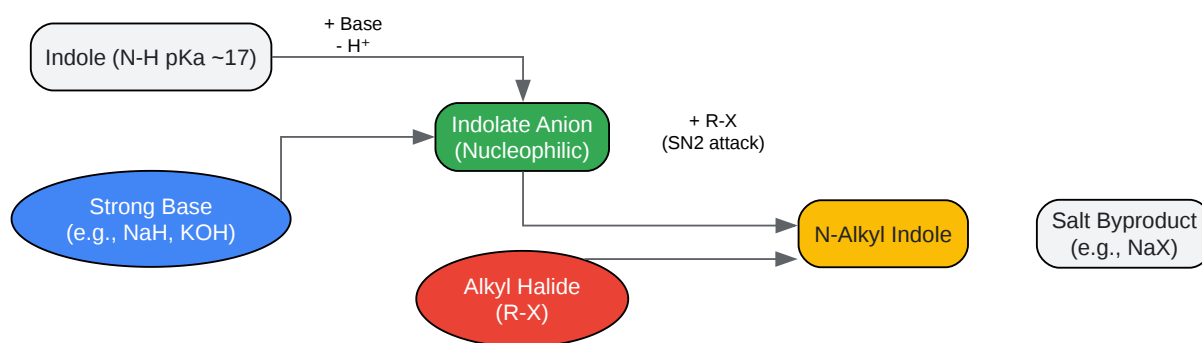 + Base
- H⁺
Indole (N-H pKa ~17)
Indolate Anion
(Nucleophilic)
+ R-X
(SN2 attack)
Strong Base
(e.g., NaH, KOH)
N-Alkyl Indole
Salt Byproduct
(e.g., NaX)
Alkyl Halide
(R-X)